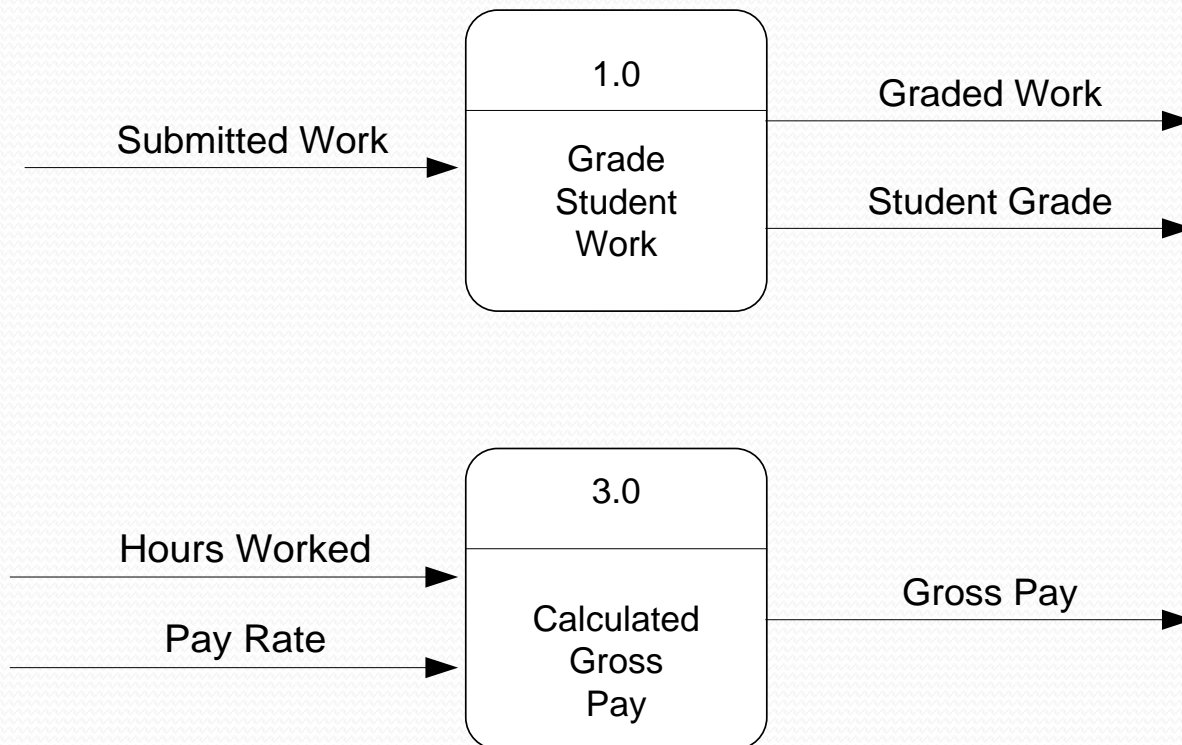 1.0
Submitted Work
Grade
Student
Work
Graded Work
Student Grade
3.0
Hours Worked
Pay Rate
Calculated
Gross
Pay
Gross Pay